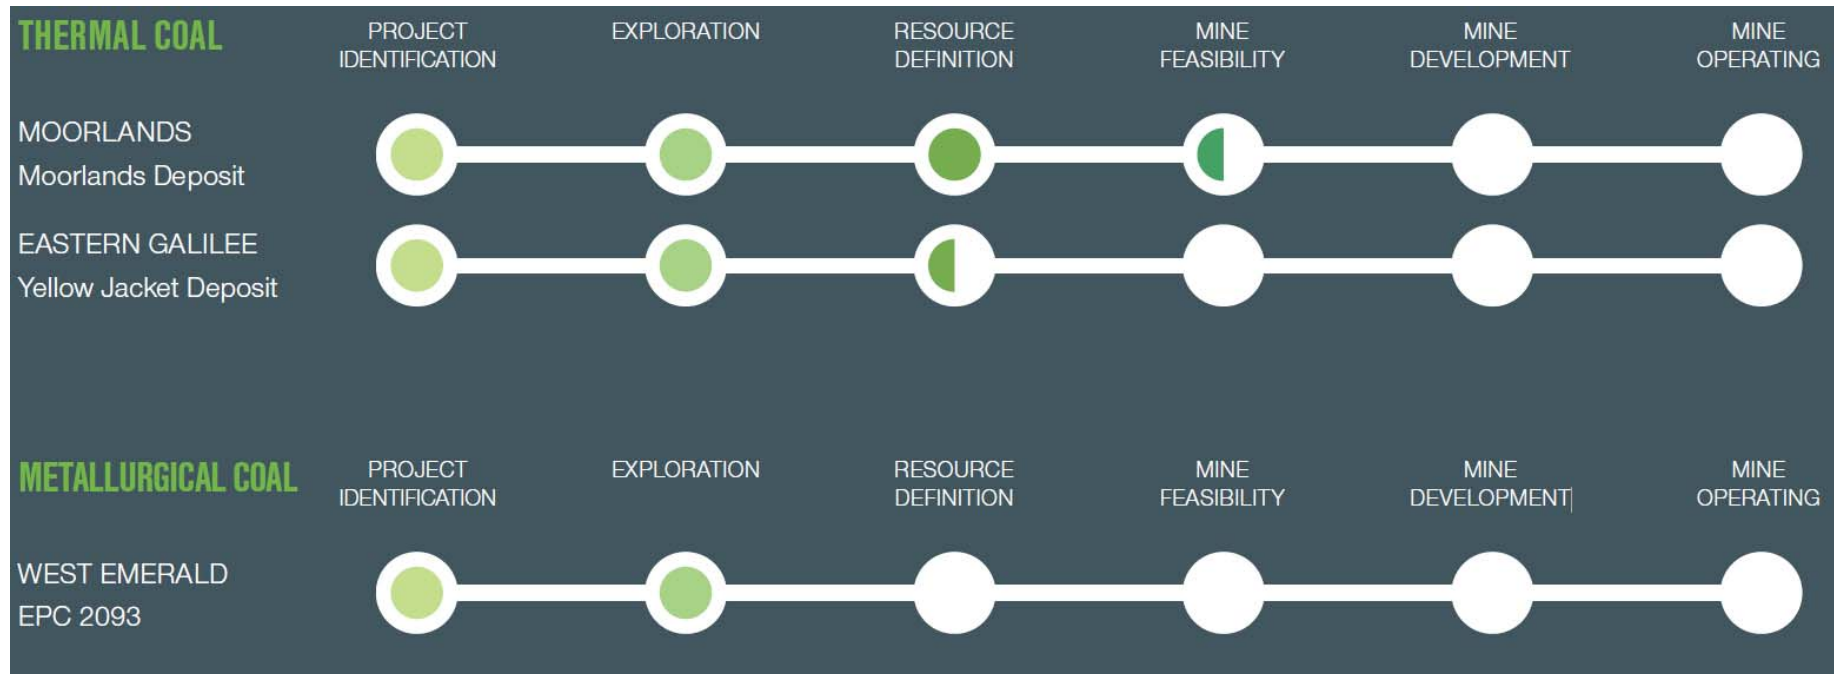 THERMAL COAL
PROJECT
IDENTIFICATION
EXPLORATION
RESOURCE
DEFINITION
MINE
FEASIBILITY
MINE
DEVELOPMENT
MINE
OPERATING
MOORLANDS
Moorlands Deposit
EASTERN GALILEE
Yellow Jacket Deposit
METALLURGICAL COAL
PROJECT
IDENTIFICATION
EXPLORATION
RESOURCE
DEFINITION
MINE
FEASIBILITY
MINE
DEVELOPMENT
MINE
OPERATING
WEST EMERALD
EPC 2093